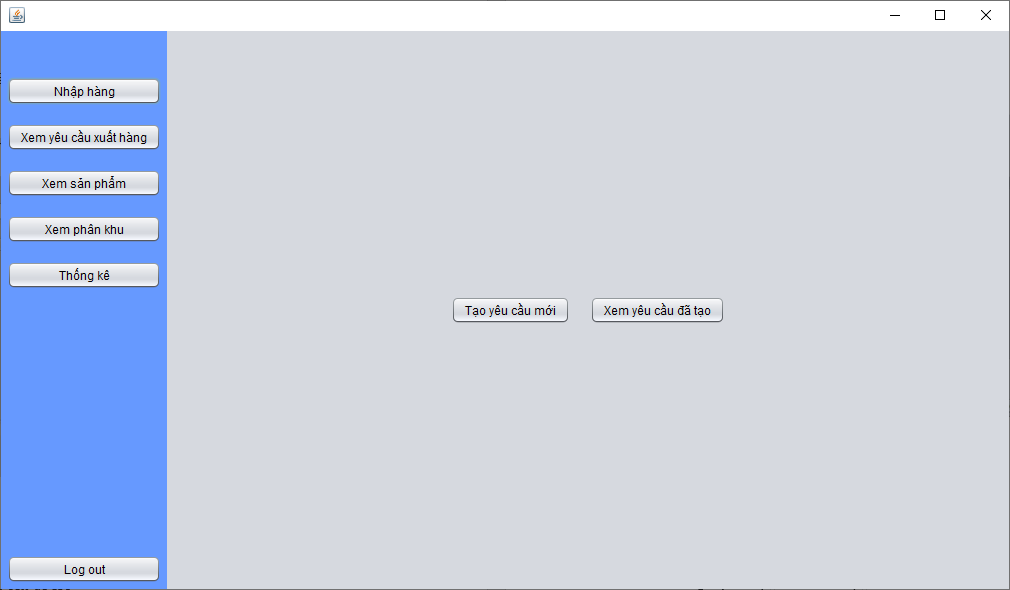 Nhập hàng
Xem yêu cầu xuất hàng
Xem sản phẩm
Xem phân khu
Thống kê
Tạo yêu cầu mới
Xem yêu cầu đã tạo
Log out